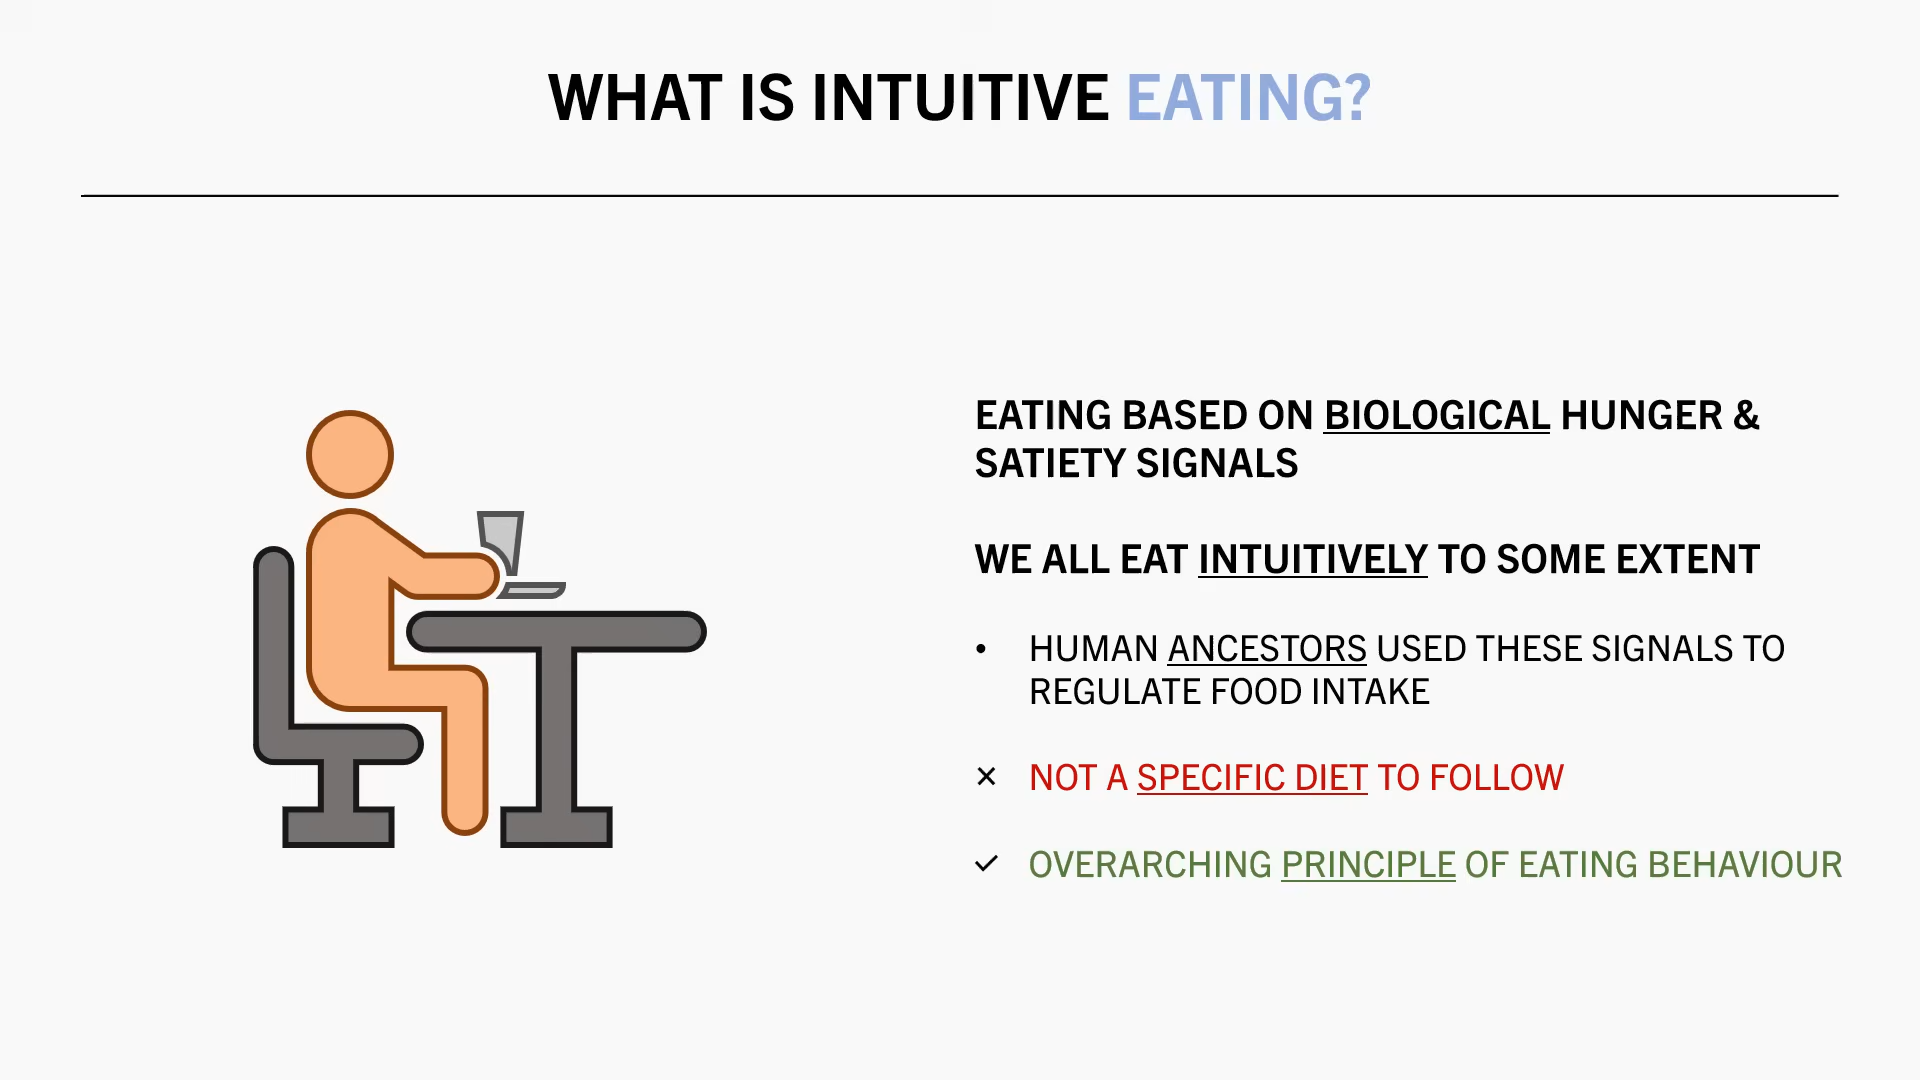 WHAT IS INTUITIVE EATING?
EATING BASED ON BIOLOGICAL HUNGER &
SATIETY SIGNALS
WE ALL EAT INTUITIVELY TO SOME EXTENT
• HUMAN ANCESTORS USED THESE SIGNALS TO
REGULATE FOOD INTAKE
✕ NOT A SPECIFIC DIET TO FOLLOW
✓ OVERARCHING PRINCIPLE OF EATING BEHAVIOUR